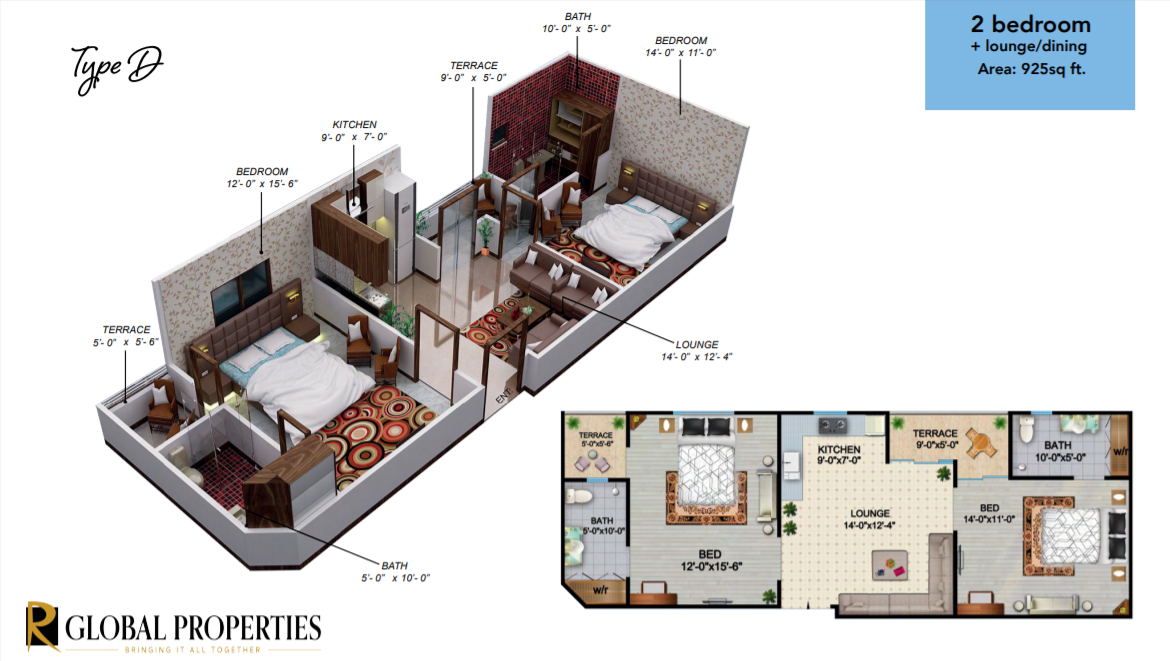 Type D
2 bedroom
+ lounge/dining
Area: 925sq ft.
BATH
10'- 0" x 5'- 0"
BEDROOM
14'- 0" x 11'- 0"
TERRACE
9'- 0" x 5'- 0"
KITCHEN
9'- 0" x 7'- 0"
BEDROOM
12'- 0" x 15'- 6"
TERRACE
5'- 0" x 5'- 6"
LOUNGE
14'- 0" x 12'- 4"
ENT.
BATH
5'- 0" x 10'- 0"
TERRACE
5'-0"x5'-6"
KITCHEN
9'-0"x7'-0"
TERRACE
9'-0"x5'-0"
BATH
10'-0"x5'-0"
w/r
BATH
5'-0"x10'-0"
LOUNGE
14'-0"x12'-4"
BED
14'-0"x11'-0"
BED
12'-0"x15'-6"
w/r
R GLOBAL PROPERTIES
BRINGING IT ALL TOGETHER